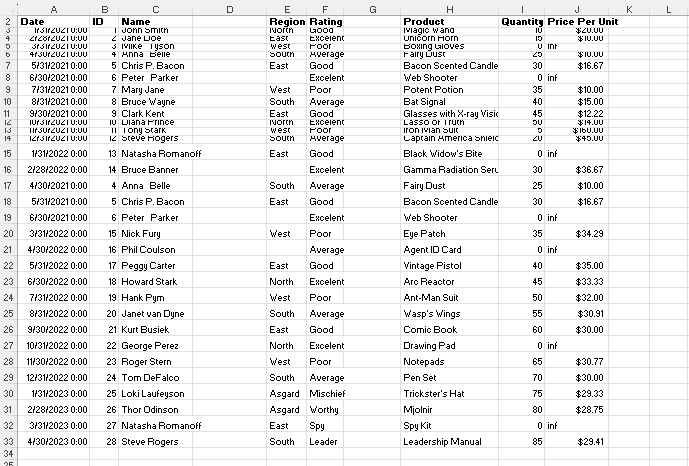 A B C D E F G H I J K L
2 Date ID Name Region Rating Product Quantity Price Per Unit
3 1/31/2021 0:00 1 John Smith North Good Magic Wand 10 $20.00
4 2/28/2021 0:00 2 Jane Doe East Excelent Unicorn Horn 15 $10.00
5 3/31/2021 0:00 3 Mike Tyson West Poor Boxing Gloves 0 inf
6 4/30/2021 0:00 4 Anna Belle South Average Fairy Dust 25 $10.00
7 5/31/2021 0:00 5 Chris P. Bacon East Good Bacon Scented Candle 30 $16.67
8 6/30/2021 0:00 6 Peter Parker Excelent Web Shooter 0 inf
9 7/31/2021 0:00 7 Mary Jane West Poor Potent Potion 35 $10.00
10 8/31/2021 0:00 8 Bruce Wayne South Average Bat Signal 40 $15.00
11 9/30/2021 0:00 9 Clark Kent East Good Glasses with X-ray Visic 45 $12.22
12 10/31/2021 0:00 10 Diana Prince North Excelent Lasso of Truth 50 $14.00
13 11/30/2021 0:00 11 Tony Stark West Poor Iron Man Suit 5 $160.00
14 12/31/2021 0:00 12 Steve Rogers South Average Captain America Shielc 20 $45.00
15 1/31/2022 0:00 13 Natasha Romanoff East Good Black Widow's Bite 0 inf
16 2/28/2022 0:00 14 Bruce Banner Excelent Gamma Radiation Seru 30 $36.67
17 4/30/2021 0:00 4 Anna Belle South Average Fairy Dust 25 $10.00
18 5/31/2021 0:00 5 Chris P. Bacon East Good Bacon Scented Candle 30 $16.67
19 6/30/2021 0:00 6 Peter Parker Excelent Web Shooter 0 inf
20 3/31/2022 0:00 15 Nick Fury West Poor Eye Patch 35 $34.29
21 4/30/2022 0:00 16 Phil Coulson Average Agent ID Card 0 inf
22 5/31/2022 0:00 17 Peggy Carter East Good Vintage Pistol 40 $35.00
23 6/30/2022 0:00 18 Howard Stark North Excelent Arc Reactor 45 $33.33
24 7/31/2022 0:00 19 Hank Pym West Poor Ant-Man Suit 50 $32.00
25 8/31/2022 0:00 20 Janet van Dyne South Average Wasp's Wings 55 $30.91
26 9/30/2022 0:00 21 Kurt Busiek East Good Comic Book 60 $30.00
27 10/31/2022 0:00 22 George Perez North Excelent Drawing Pad 0 inf
28 11/30/2022 0:00 23 Roger Stern West Poor Notepads 65 $30.77
29 12/31/2022 0:00 24 Tom DeFalco South Average Pen Set 70 $30.00
30 1/31/2023 0:00 25 Loki Laufeyson Asgard Mischief Trickster's Hat 75 $29.33
31 2/28/2023 0:00 26 Thor Odinson Asgard Worthy Mjolnir 80 $28.75
32 3/31/2023 0:00 27 Natasha Romanoff East Spy Spy Kit 0 inf
33 4/30/2023 0:00 28 Steve Rogers South Leader Leadership Manual 85 $29.41
34